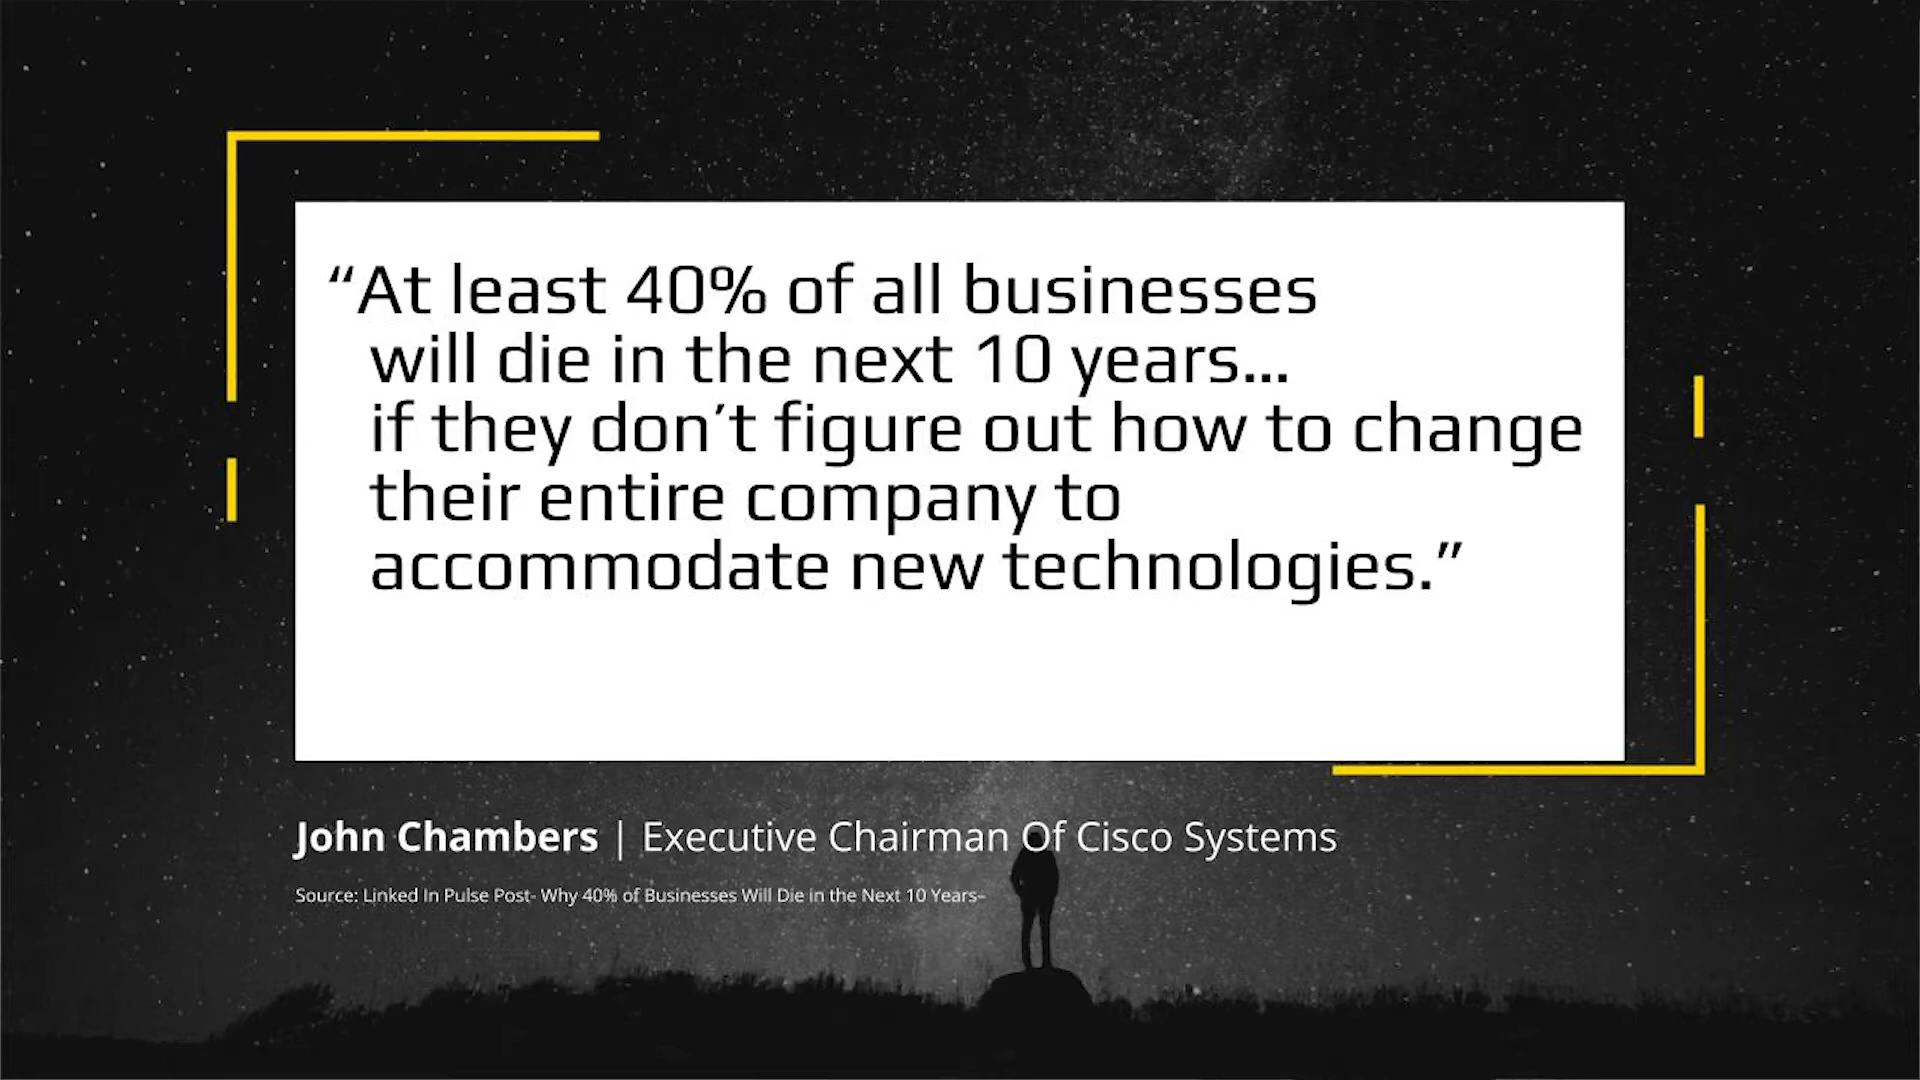 “At least 40% of all businesses
will die in the next 10 years...
if they don’t figure out how to change
their entire company to
accommodate new technologies.”
John Chambers | Executive Chairman Of Cisco Systems
Source: Linked In Pulse Post- Why 40% of Businesses Will Die in the Next 10 Years–